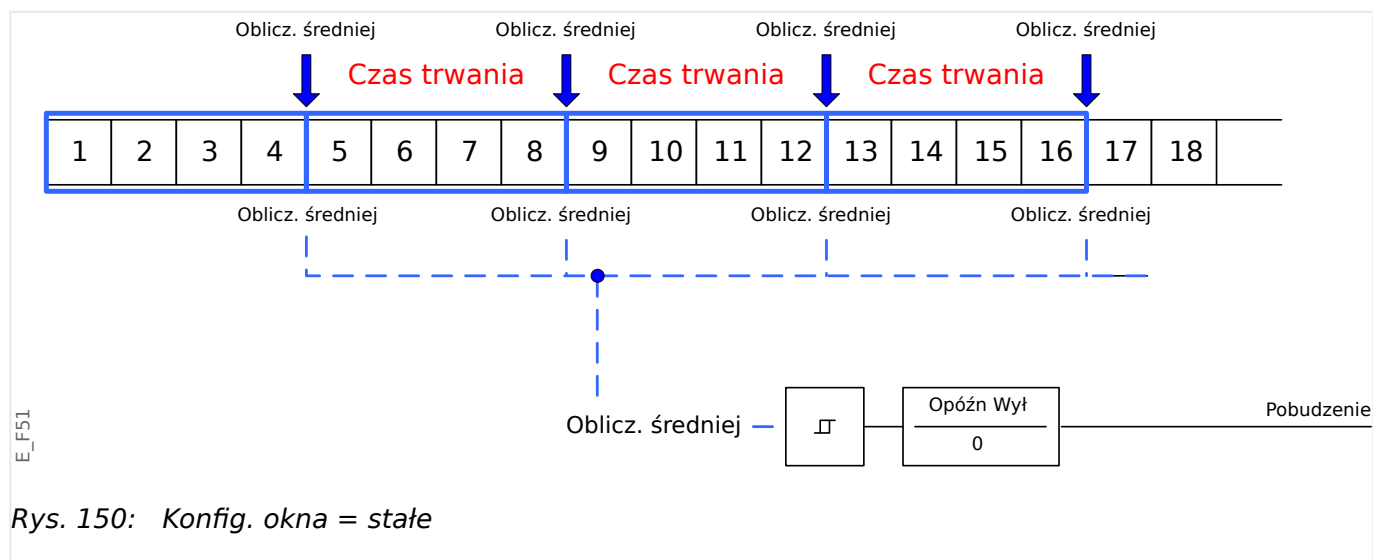 Oblicz. średniej Oblicz. średniej Oblicz. średniej Oblicz. średniej
Czas trwania Czas trwania Czas trwania
1 2 3 4 5 6 7 8 9 10 11 12 13 14 15 16 17 18
Oblicz. średniej Oblicz. średniej Oblicz. średniej Oblicz. średniej
Oblicz. średniej
Opóźn Wył
0
Pobudzenie
E_F51
Rys. 150: Konfig. okna = stałe